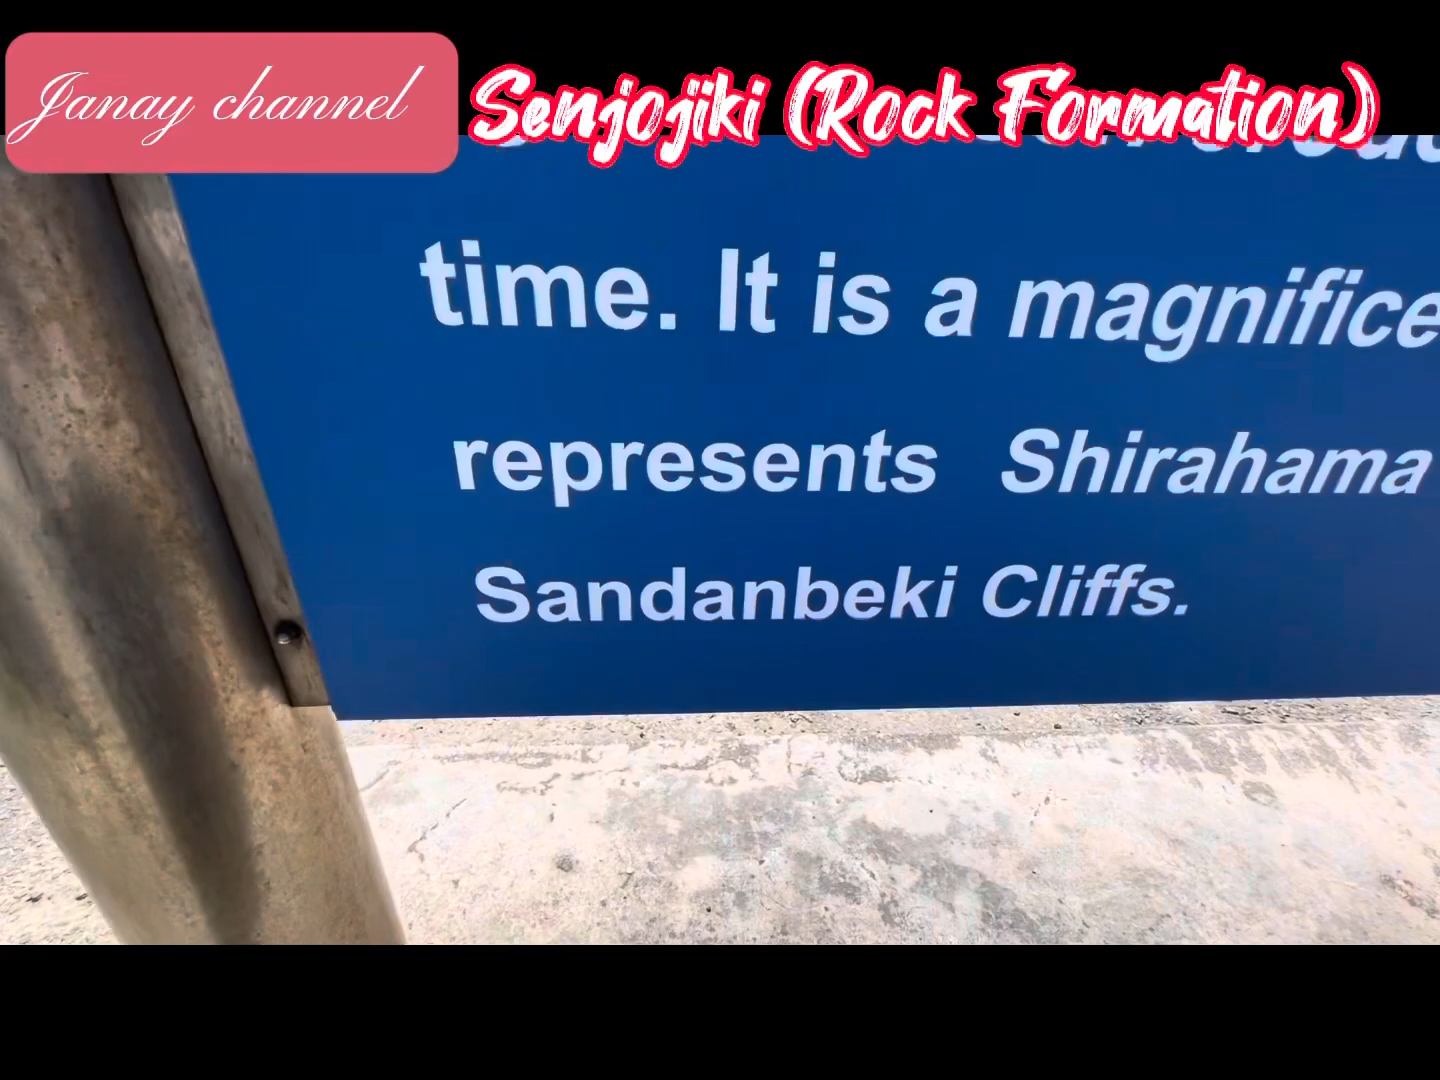 Janay channel
Senjojiki (Rock Formation)
time. It is a magnifice
represents Shirahama
Sandanbeki Cliffs.